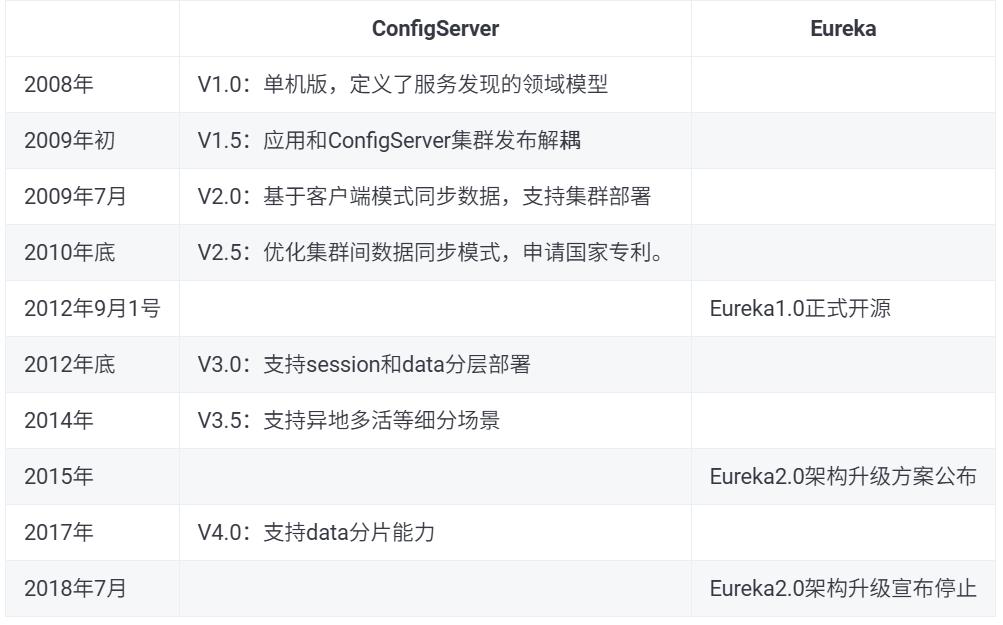 ConfigServer Eureka
2008年 V1.0：单机版，定义了服务发现的领域模型
2009年初 V1.5：应用和ConfigServer集群发布解耦
2009年7月 V2.0：基于客户端模式同步数据，支持集群部署
2010年底 V2.5：优化集群间数据同步模式，申请国家专利。
2012年9月1号 Eureka1.0正式开源
2012年底 V3.0：支持session和data分层部署
2014年 V3.5：支持异地多活等细分场景
2015年 Eureka2.0架构升级方案公布
2017年 V4.0：支持data分片能力
2018年7月 Eureka2.0架构升级宣布停止